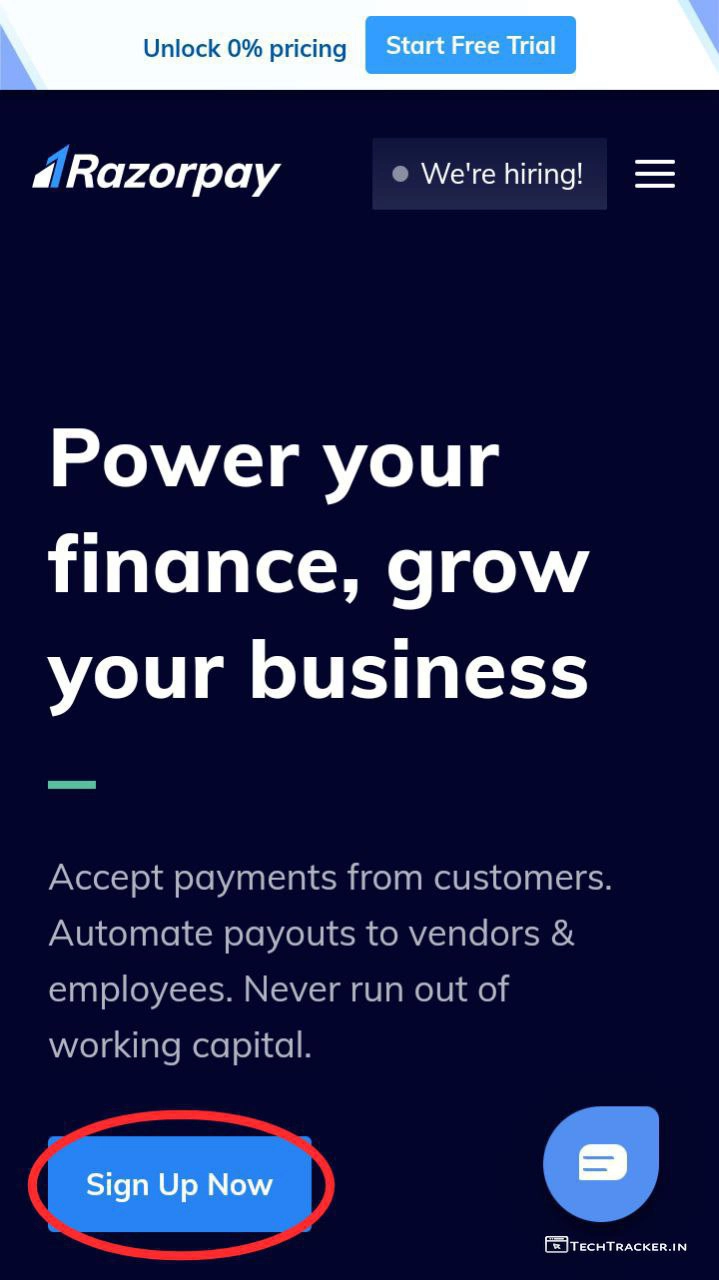 Unlock 0% pricing
Start Free Trial
Razorpay
We're hiring!
Power your
finance, grow
your business
Accept payments from customers.
Automate payouts to vendors &
employees. Never run out of
working capital.
Sign Up Now
TECHTRACKER.IN